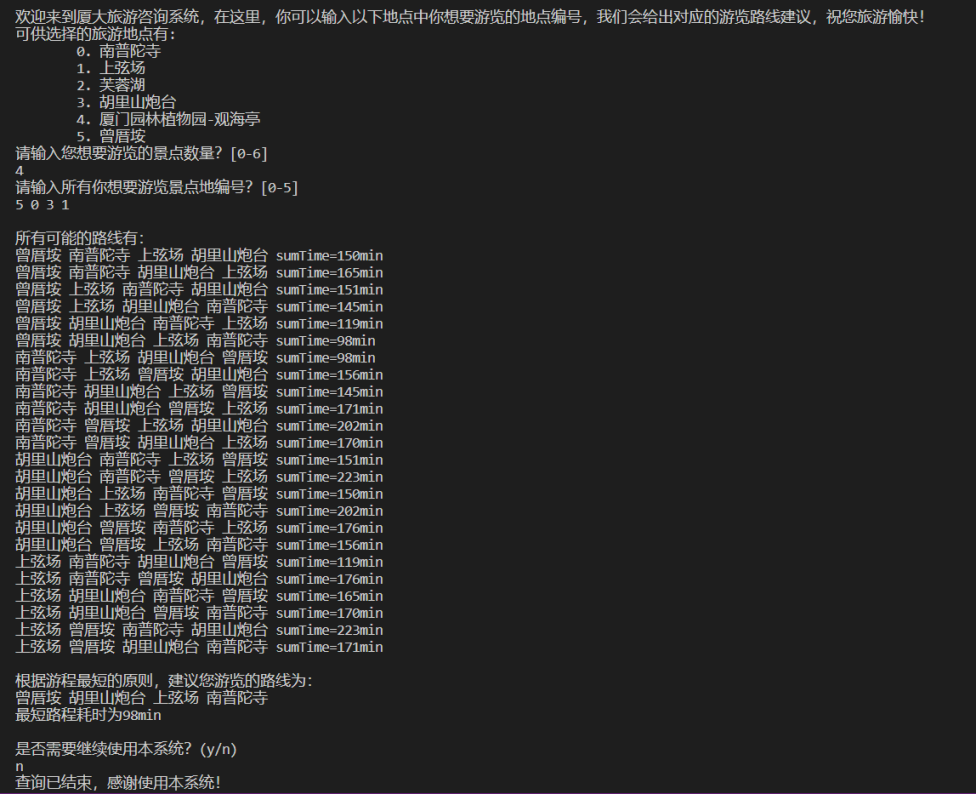 欢迎来到厦大旅游咨询系统，在这里，你可以输入以下地点中你想要游览的地点编号，我们会给出对应的游览路线建议，祝您旅游愉快！
可供选择的旅游地点有：
0. 南普陀寺
1. 上弦场
2. 芙蓉湖
3. 胡里山炮台
4. 厦门园林植物园-观海亭
5. 曾厝垵
请输入您想要游览的景点数量？[0-6]
4
请输入所有你想要游览景点地编号？[0-5]
5 0 3 1
所有可能的路线有：
曾厝垵 南普陀寺 上弦场 胡里山炮台 sumTime=150min
曾厝垵 南普陀寺 胡里山炮台 上弦场 sumTime=165min
曾厝垵 上弦场 南普陀寺 胡里山炮台 sumTime=151min
曾厝垵 上弦场 胡里山炮台 南普陀寺 sumTime=145min
曾厝垵 胡里山炮台 南普陀寺 上弦场 sumTime=119min
曾厝垵 胡里山炮台 上弦场 南普陀寺 sumTime=98min
南普陀寺 上弦场 胡里山炮台 曾厝垵 sumTime=98min
南普陀寺 上弦场 曾厝垵 胡里山炮台 sumTime=156min
南普陀寺 胡里山炮台 上弦场 曾厝垵 sumTime=145min
南普陀寺 胡里山炮台 曾厝垵 上弦场 sumTime=171min
南普陀寺 曾厝垵 上弦场 胡里山炮台 sumTime=202min
南普陀寺 曾厝垵 胡里山炮台 上弦场 sumTime=170min
胡里山炮台 南普陀寺 上弦场 曾厝垵 sumTime=151min
胡里山炮台 南普陀寺 曾厝垵 上弦场 sumTime=223min
胡里山炮台 上弦场 南普陀寺 曾厝垵 sumTime=150min
胡里山炮台 上弦场 曾厝垵 南普陀寺 sumTime=202min
胡里山炮台 曾厝垵 南普陀寺 上弦场 sumTime=176min
胡里山炮台 曾厝垵 上弦场 南普陀寺 sumTime=156min
上弦场 南普陀寺 胡里山炮台 曾厝垵 sumTime=119min
上弦场 南普陀寺 曾厝垵 胡里山炮台 sumTime=176min
上弦场 胡里山炮台 南普陀寺 曾厝垵 sumTime=165min
上弦场 胡里山炮台 曾厝垵 南普陀寺 sumTime=170min
上弦场 曾厝垵 南普陀寺 胡里山炮台 sumTime=223min
上弦场 曾厝垵 胡里山炮台 南普陀寺 sumTime=171min
根据游程最短的原则，建议您游览的路线为：
曾厝垵 胡里山炮台 上弦场 南普陀寺
最短路程耗时为98min
是否需要继续使用本系统？(y/n)
n
查询已结束，感谢使用本系统！